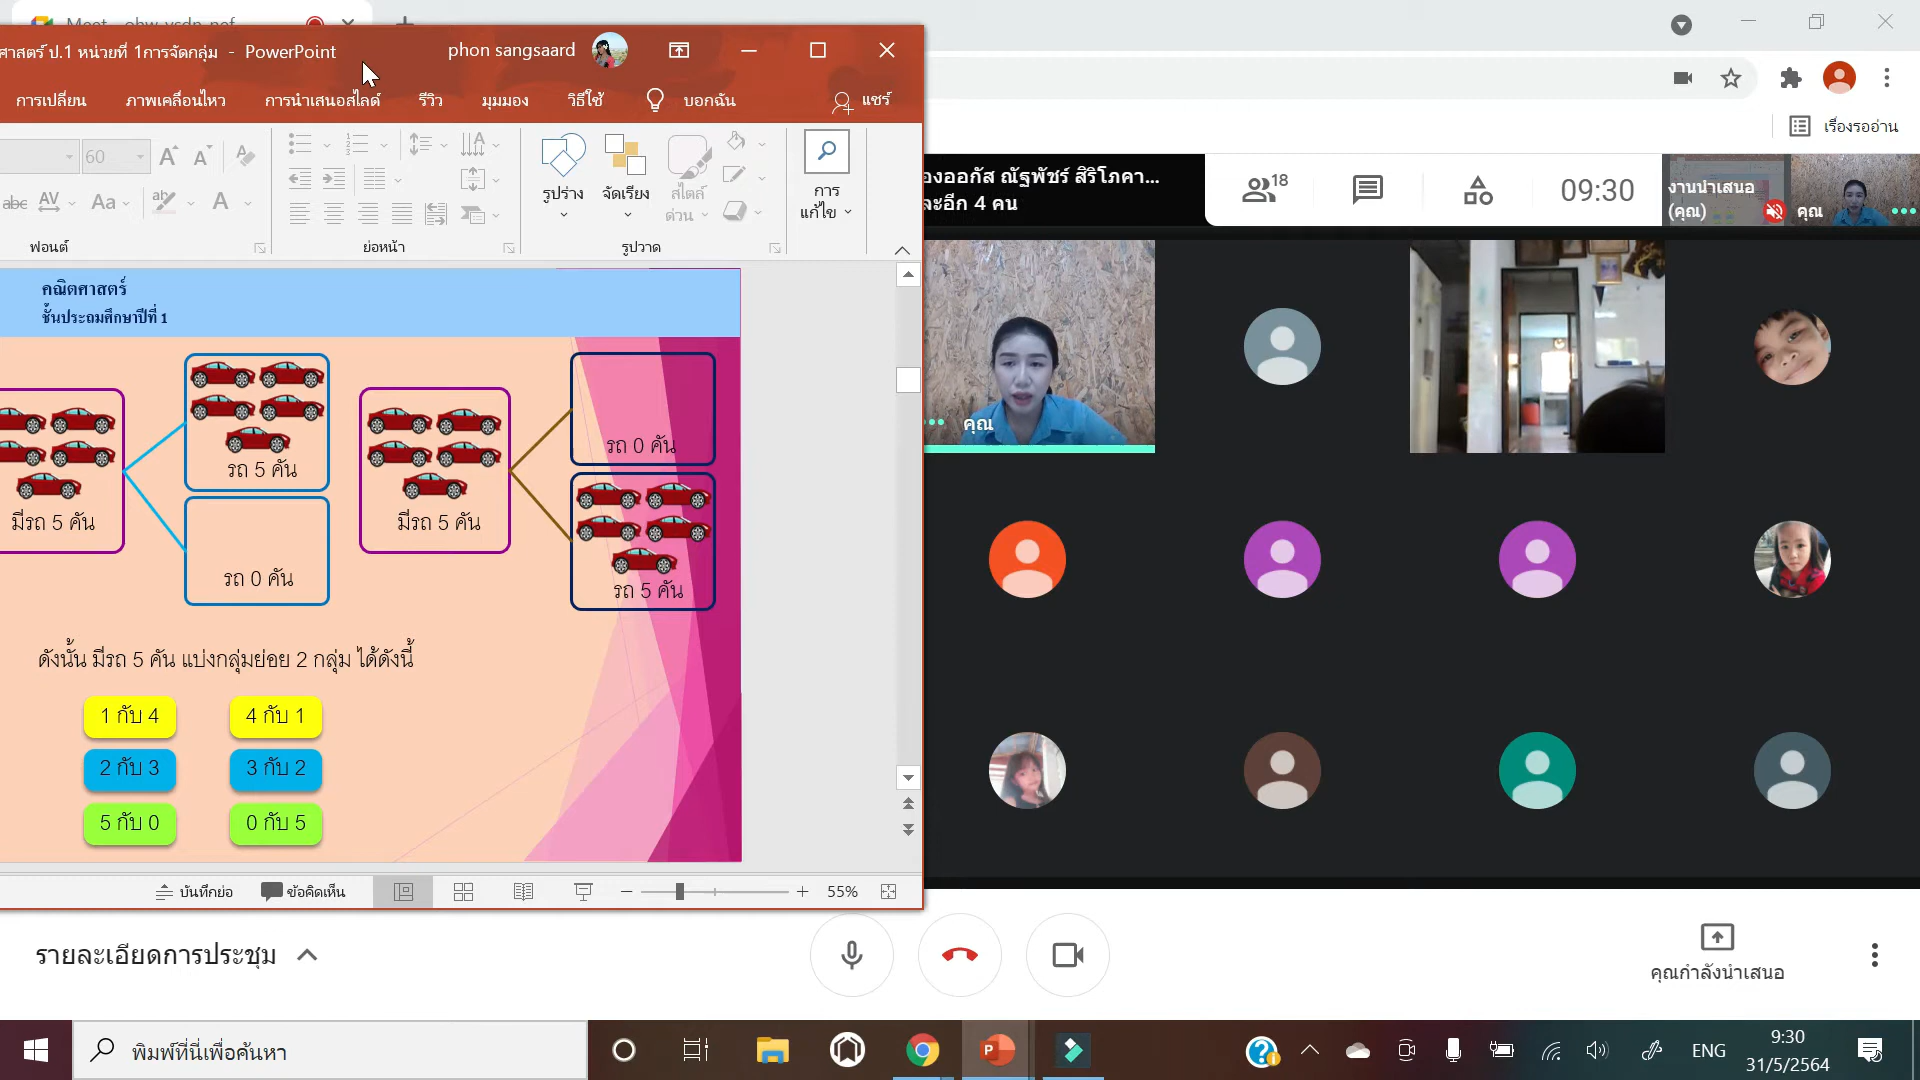 Meet - ohw-ysdp-nef
ศาสตร์ ป.1 หน่วยที่ 1การจัดกลุ่ม - PowerPoint
phon sangsaard
การเปลี่ยน
ภาพเคลื่อนไหว
การนำเสนอสไลด์
รีวิว
มุมมอง
วิธีใช้
บอกฉัน
แชร์
เรื่องรออ่าน
60
abc
AV
Aa
รูปร่าง
จัดเรียง
สไตล์
ด่วน
การ
แก้ไข
ฟอนต์
ย่อหน้า
รูปวาด
องออกัส ณัฐพัชร์ สิริโภคา...
ละอีก 4 คน
18
09:30
งานนำเสนอ
(คุณ)
คุณ
คณิตศาสตร์
ชั้นประถมศึกษาปีที่ 1
มีรถ 5 คัน
รถ 5 คัน
รถ 0 คัน
มีรถ 5 คัน
รถ 0 คัน
รถ 5 คัน
ดังนั้น มีรถ 5 คัน แบ่งกลุ่มย่อย 2 กลุ่ม ได้ดังนี้
1 กับ 4
4 กับ 1
2 กับ 3
3 กับ 2
5 กับ 0
0 กับ 5
คุณ
บันทึกย่อ
ข้อคิดเห็น
55%
รายละเอียดการประชุม
คุณกำลังนำเสนอ
พิมพ์ที่นี่เพื่อค้นหา
ENG
9:30
31/5/2564